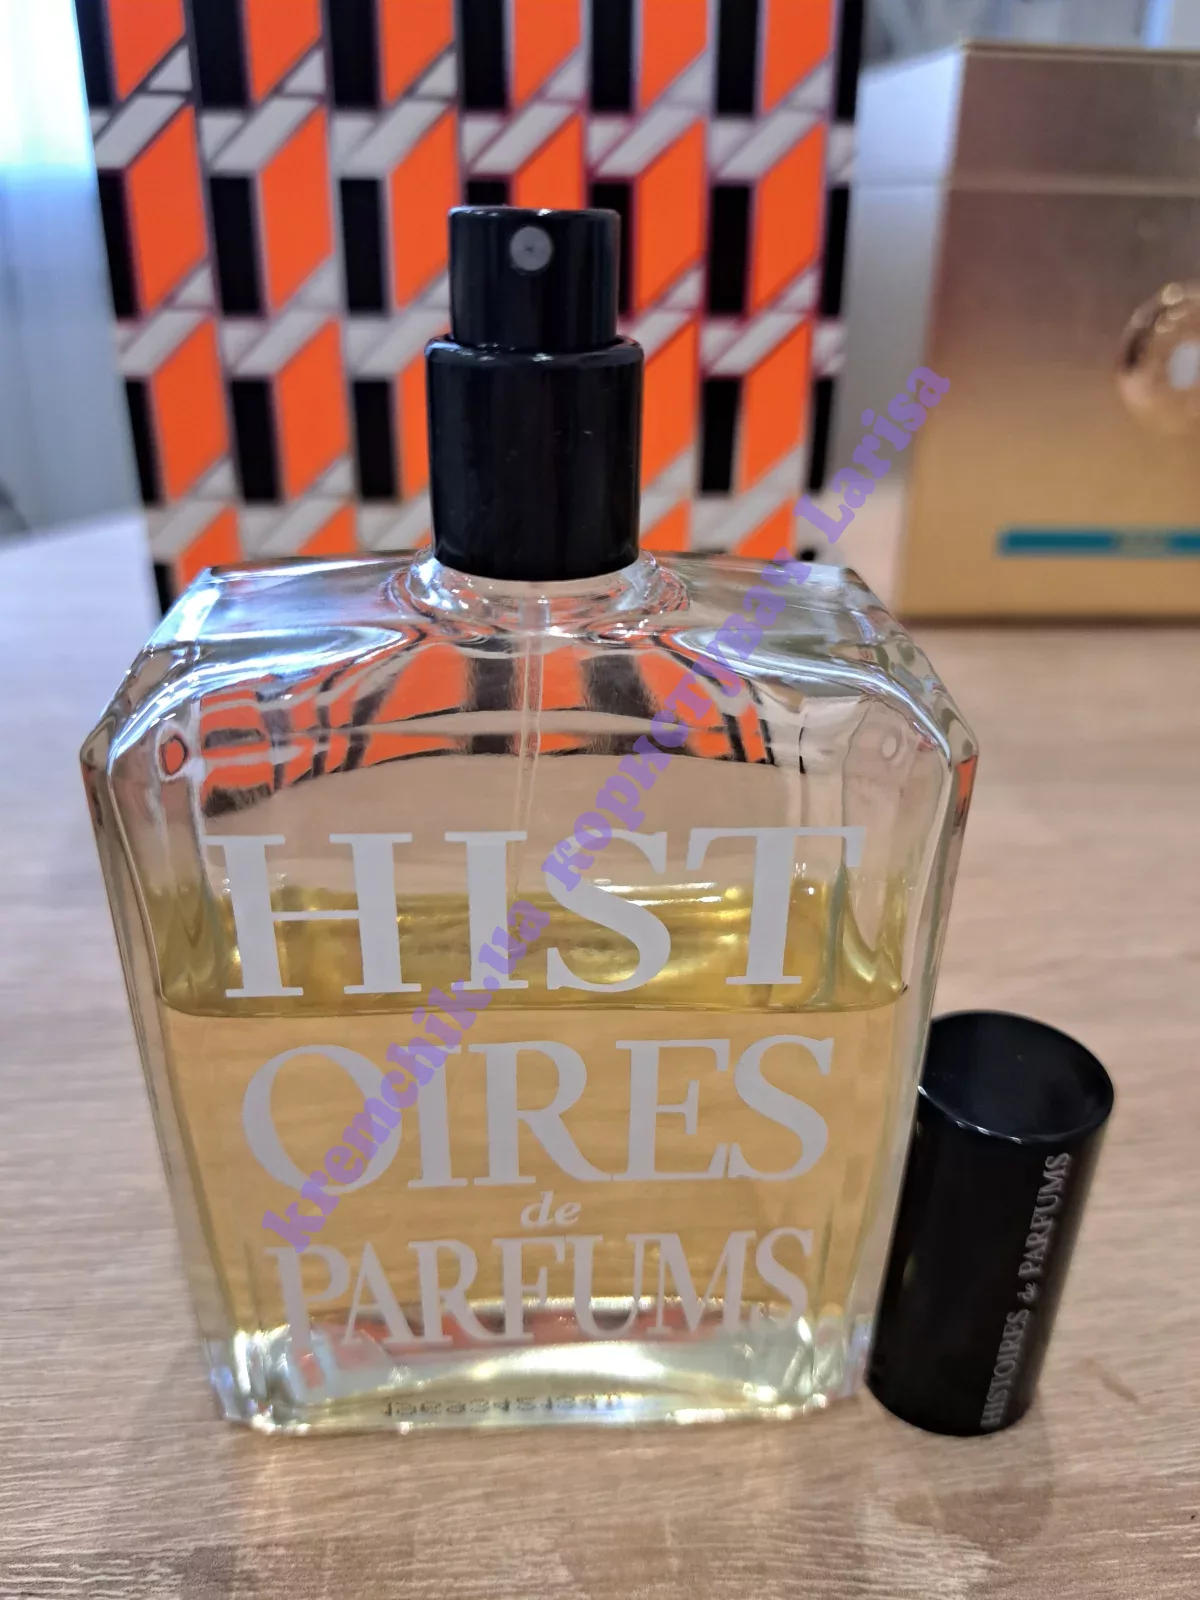 HIST
OIRES
de
PARFUMS
HISTOIRES de PARFUMS
kremchik.ua користувач Larisa